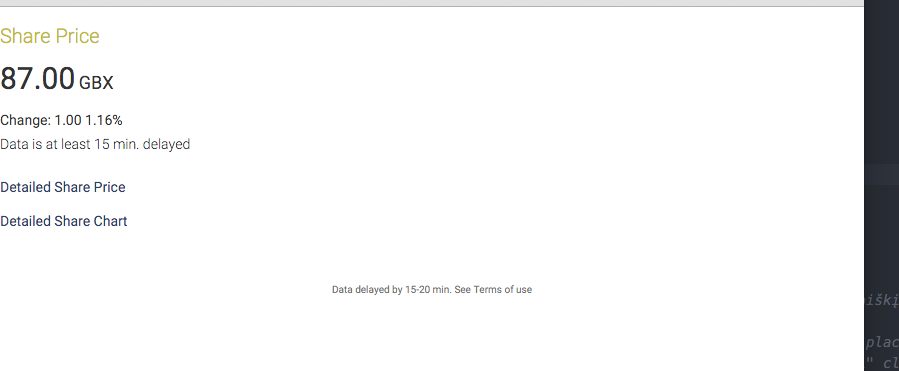 Share Price
87.00 GBX
Change: 1.00 1.16%
Data is at least 15 min. delayed
Detailed Share Price
Detailed Share Chart
Data delayed by 15-20 min. See Terms of use
iškį
plac
" cl